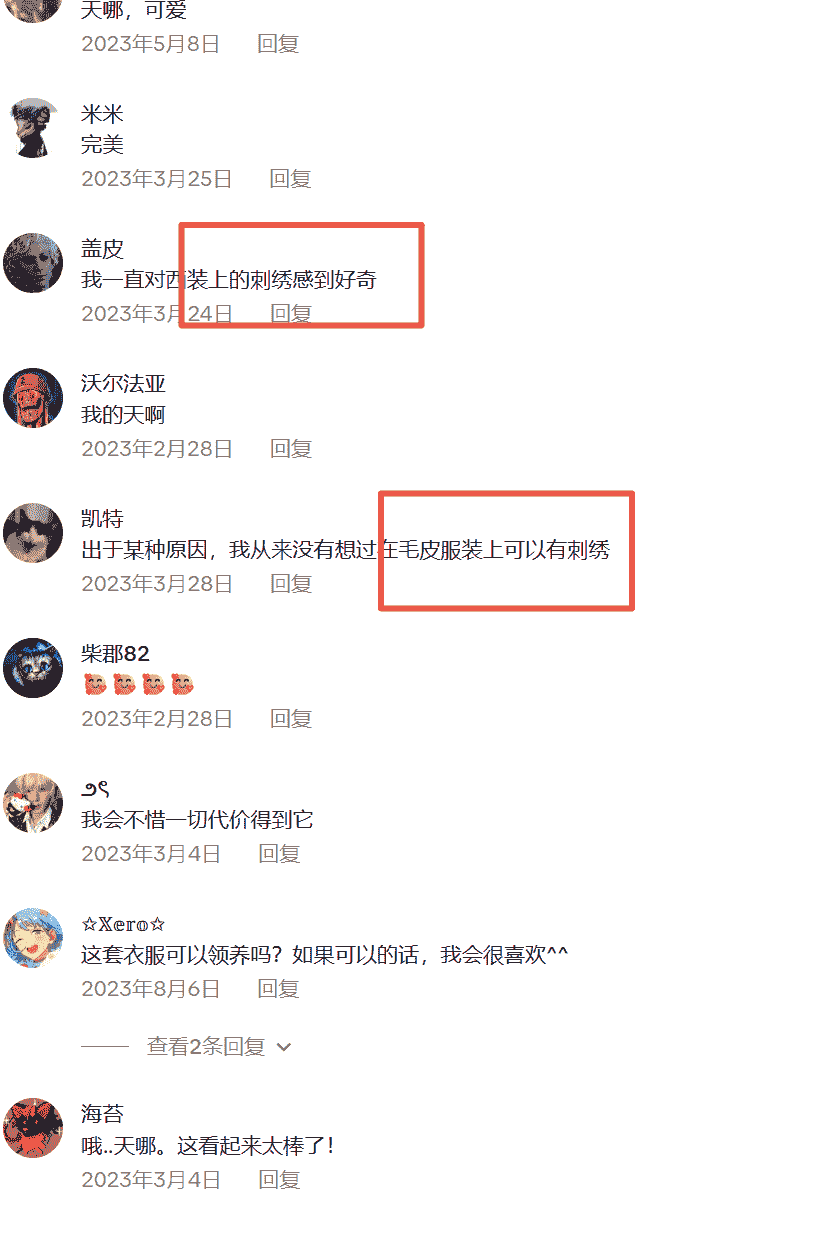 天哪，可爱
2023年5月8日 回复
米米
完美
2023年3月25日 回复
盖皮
我一直对西装上的刺绣感到好奇
2023年3月24日 回复
沃尔法亚
我的天啊
2023年2月28日 回复
凯特
出于某种原因，我从来没有想过在毛皮服装上可以有刺绣
2023年3月28日 回复
柴郡82
🥰🥰🥰🥰
2023年2月28日 回复
౨ৎ
我会不惜一切代价得到它
2023年3月4日 回复
☆𝕏𝕖𝕣𝕠☆
这套衣服可以领养吗？如果可以的话，我会很喜欢^^
2023年8月6日 回复
查看2条回复
海苔
哦..天哪。这看起来太棒了！
2023年3月4日 回复